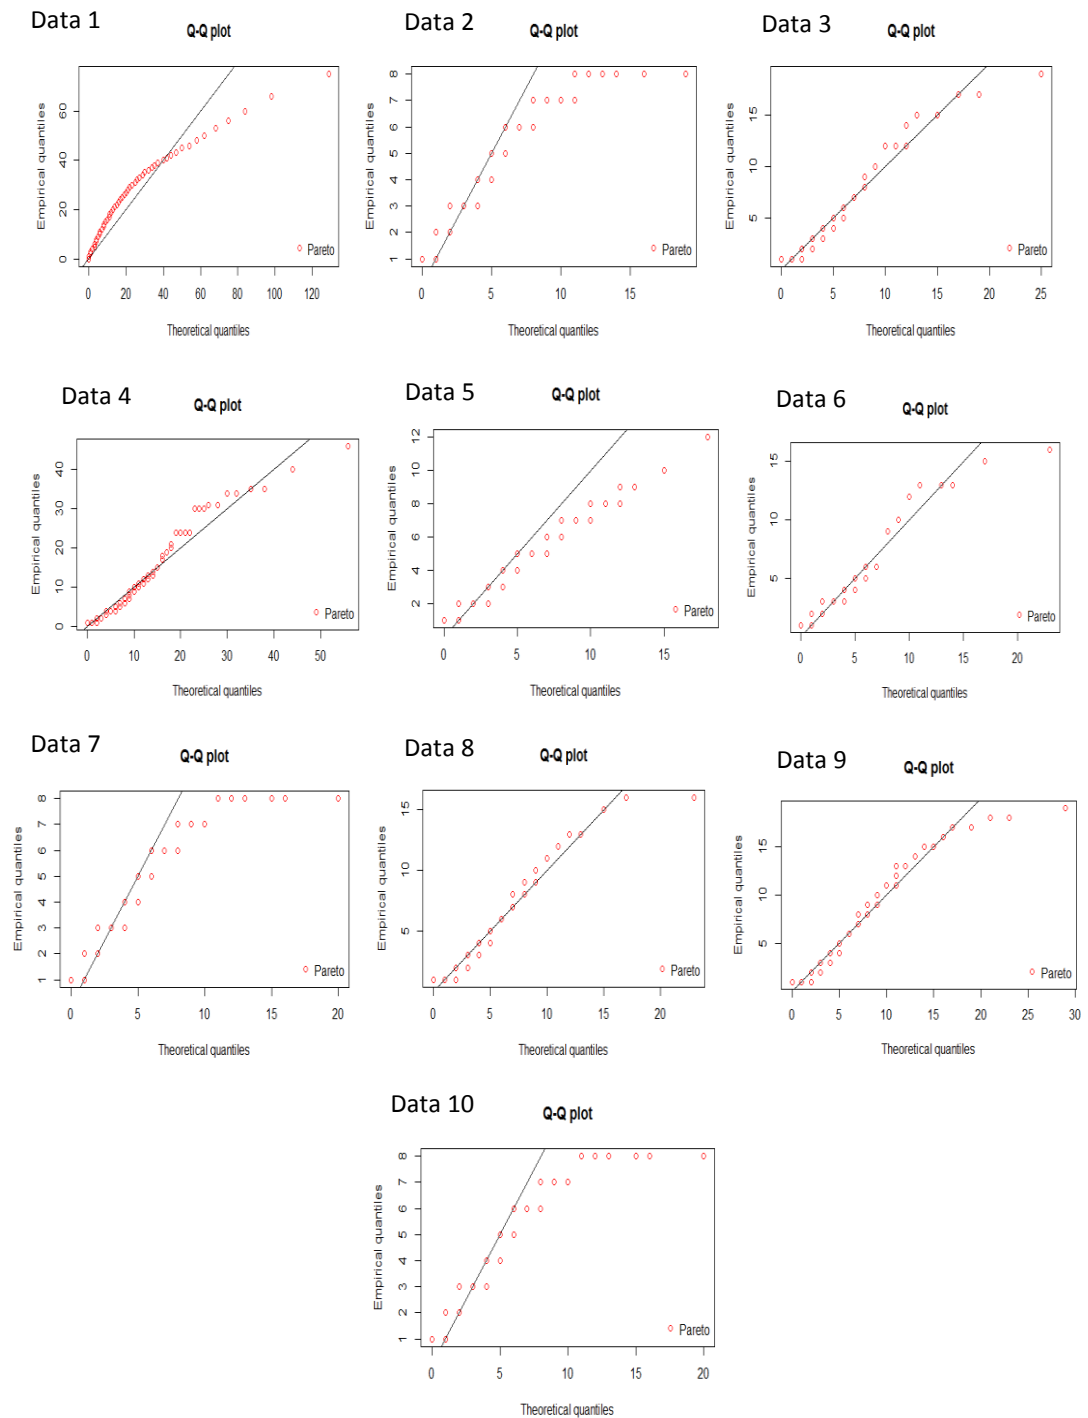 Data 1
Q-Q plot
Empirical quantiles
0 20 40 60
0 20 40 60 80 100 120
Pareto
Theoretical quantiles
Data 2
Q-Q plot
Empirical quantiles
1 2 3 4 5 6 7 8
0 5 10 15
Pareto
Theoretical quantiles
Data 3
Q-Q plot
Empirical quantiles
5 10 15
0 5 10 15 20 25
Pareto
Theoretical quantiles
Data 4
Q-Q plot
Empirical quantiles
0 10 20 30 40
0 10 20 30 40 50
Pareto
Theoretical quantiles
Data 5
Q-Q plot
Empirical quantiles
2 4 6 8 10 12
0 5 10 15
Pareto
Theoretical quantiles
Data 6
Q-Q plot
Empirical quantiles
5 10 15
0 5 10 15 20
Pareto
Theoretical quantiles
Data 7
Q-Q plot
Empirical quantiles
1 2 3 4 5 6 7 8
0 5 10 15 20
Pareto
Theoretical quantiles
Data 8
Q-Q plot
Empirical quantiles
5 10 15
0 5 10 15 20
Pareto
Theoretical quantiles
Data 9
Q-Q plot
Empirical quantiles
5 10 15
0 5 10 15 20 25 30
Pareto
Theoretical quantiles
Data 10
Q-Q plot
Empirical quantiles
1 2 3 4 5 6 7 8
0 5 10 15 20
Pareto
Theoretical quantiles